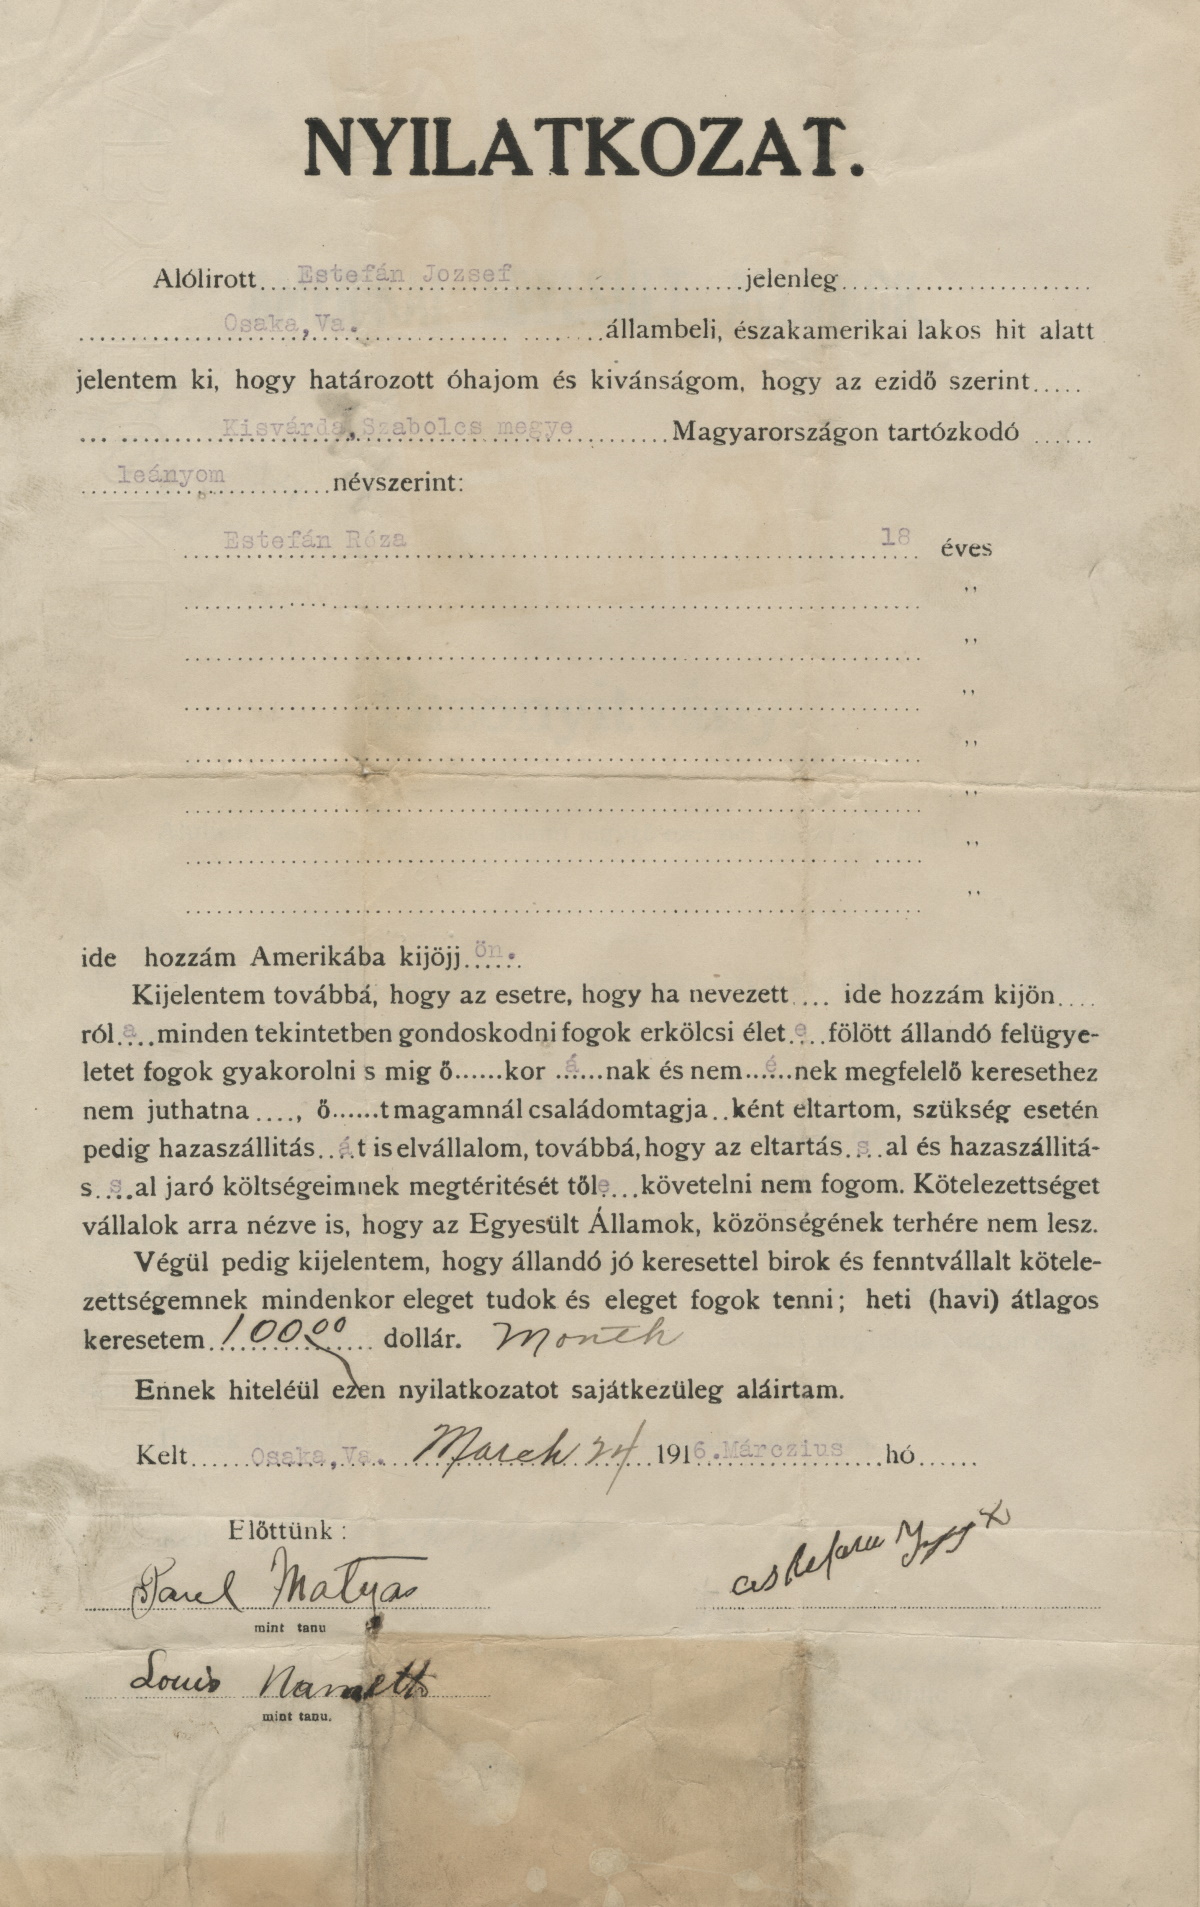 NYILATKOZAT.
Alólirott Estefán Jozsef jelenleg
Osaka,Va. állambeli, északamerikai lakos hit alatt
jelentem ki, hogy határozott óhajom és kivánságom, hogy az ezidő szerint
Kisvárda,Szabolcs megye Magyarországon tartózkodó
leányom névszerint:
Estefán Róza 18 éves
"
"
"
"
"
"
"
ide hozzám Amerikába kijöjj ön.
Kijelentem továbbá, hogy az esetre, hogy ha nevezett .... ide hozzám kijön....
ról a minden tekintetben gondoskodni fogok erkölcsi élet e fölött állandó felügye-
letet fogok gyakorolni s mig ő......kor á nak és nem é nek megfelelő keresethez
nem juthatna ...., ő......t magamnál családomtagja..ként eltartom, szükség esetén
pedig hazaszállitás á t is elvállalom, továbbá, hogy az eltartás s al és hazaszállitá-
s s al jaró költségeimnek megtéritését től e követelni nem fogom. Kötelezettséget
vállalok arra nézve is, hogy az Egyesült Államok, közönségének terhére nem lesz.
Végül pedig kijelentem, hogy állandó jó keresettel birok és fenntvállalt kötele-
zettségemnek mindenkor eleget tudok és eleget fogok tenni; heti (havi) átlagos
keresetem 100 00 dollár. Month
Ennek hiteléül ezen nyilatkozatot sajátkezüleg aláirtam.
Kelt Osaka,Va. March 24 1916.Márczius hó
Előttünk:
Matyas
mint tanu
Louis
mint tanu.